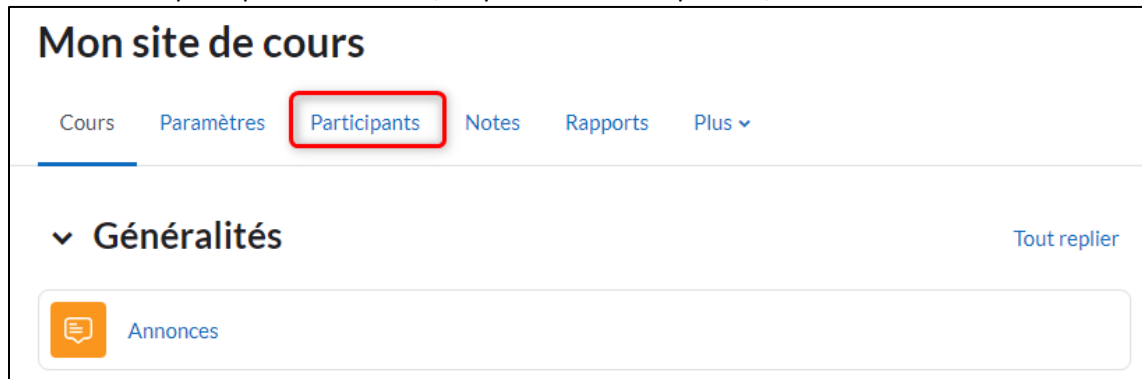 Mon site de cours
Cours Paramètres Participants Notes Rapports Plus
Généralités Tout replier
Annonces